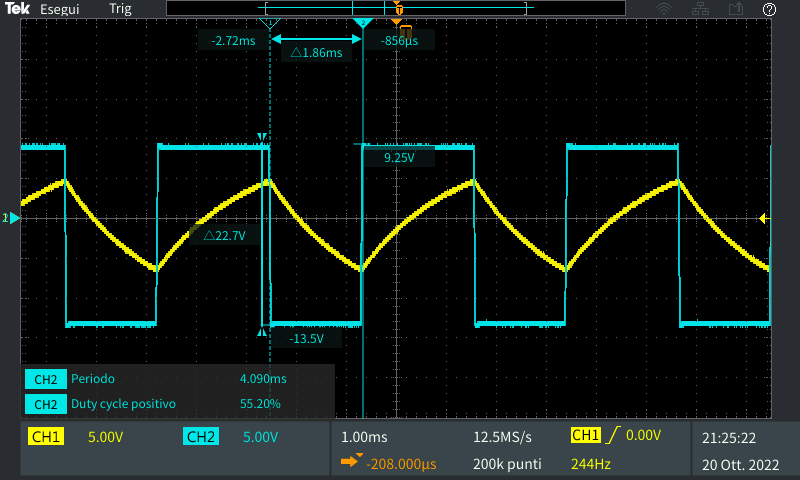 Tek Esegui Trig
-2.72ms -856µs
△1.86ms
9.25V
△22.7V
-13.5V
CH2 Periodo 4.090ms
CH2 Duty cycle positivo 55.20%
CH1 5.00V CH2 5.00V 1.00ms 12.5MS/s CH1 0.00V 21:25:22
-208.000µs 200k punti 244Hz 20 Ott. 2022